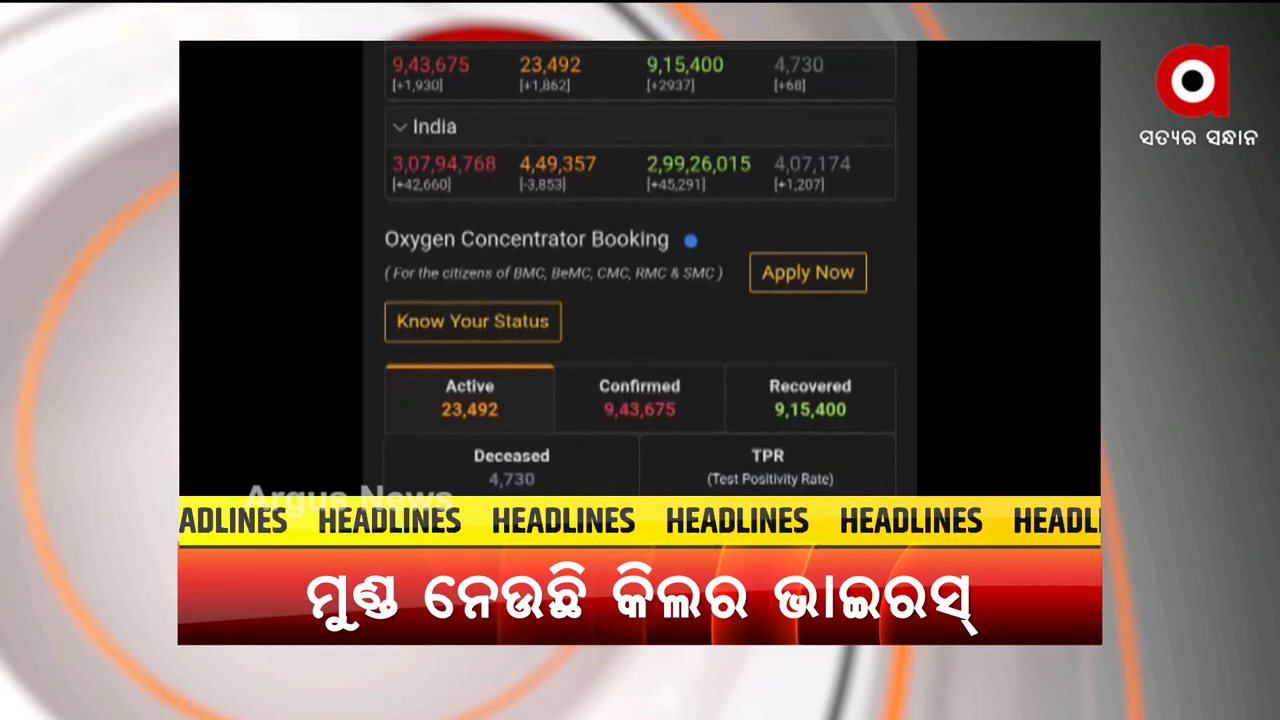 9,43,675 23,492 9,15,400 4,730
[+1,930] [+1,862] [+2937] [+68]
India
3,07,94,768 4,49,357 2,99,26,015 4,07,174
[+42,660] [-3,853] [+45,291] [+1,207]
Oxygen Concentrator Booking
( For the citizens of BMC, BeMC, CMC, RMC & SMC )
Apply Now
Know Your Status
Active Confirmed Recovered
23,492 9,43,675 9,15,400
Deceased TPR
4,730 (Test Positivity Rate)
ସତ୍ୟର ସନ୍ଧାନ
Argus News
ADLINES HEADLINES HEADLINES HEADLINES HEADLINES HEADL
ମୁଣ୍ଡ ନେଉଛି କିଲର ଭାଇରସ୍